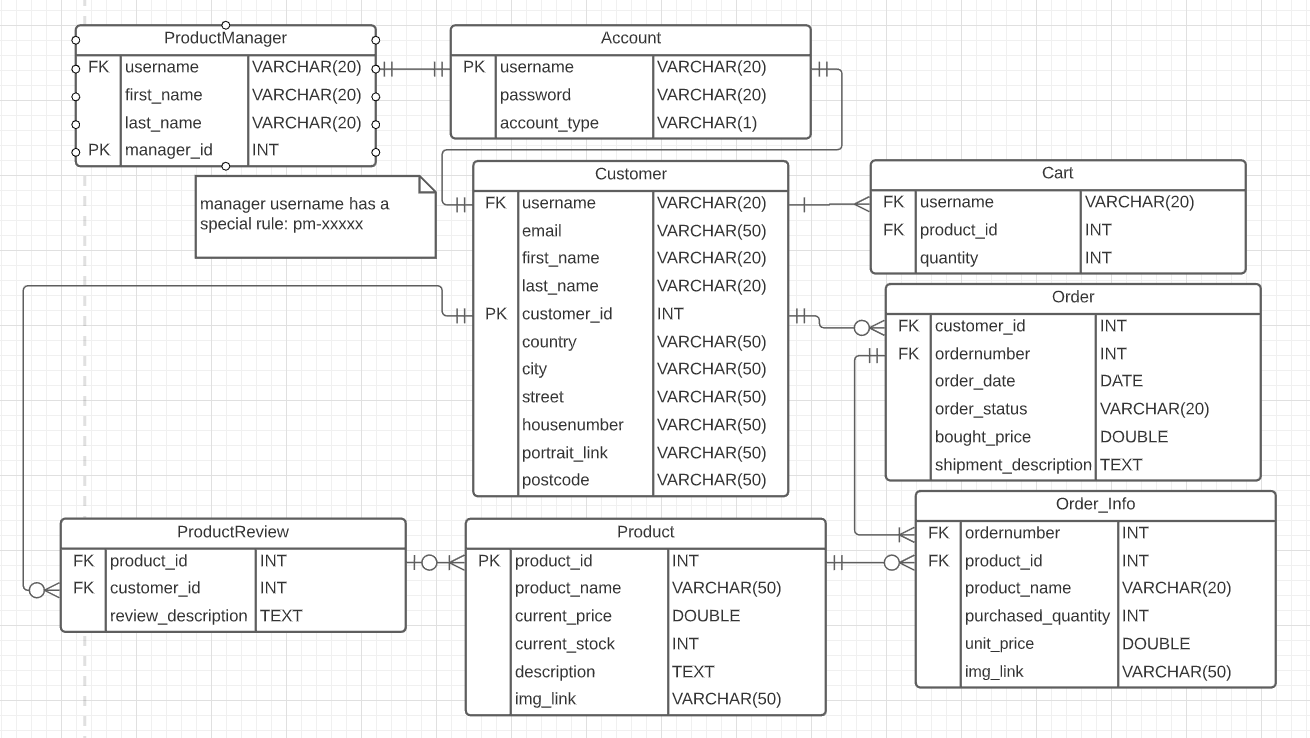 ProductManager
FK username VARCHAR(20)
first_name VARCHAR(20)
last_name VARCHAR(20)
PK manager_id INT
Account
PK username VARCHAR(20)
password VARCHAR(20)
account_type VARCHAR(1)
manager username has a
special rule: pm-xxxxx
Customer
FK username VARCHAR(20)
email VARCHAR(50)
first_name VARCHAR(20)
last_name VARCHAR(20)
PK customer_id INT
country VARCHAR(50)
city VARCHAR(50)
street VARCHAR(50)
housenumber VARCHAR(50)
portrait_link VARCHAR(50)
postcode VARCHAR(50)
Cart
FK username VARCHAR(20)
FK product_id INT
quantity INT
Order
FK customer_id INT
FK ordernumber INT
order_date DATE
order_status VARCHAR(20)
bought_price DOUBLE
shipment_description TEXT
ProductReview
FK product_id INT
FK customer_id INT
review_description TEXT
Product
PK product_id INT
product_name VARCHAR(50)
current_price DOUBLE
current_stock INT
description TEXT
img_link VARCHAR(50)
Order_Info
FK ordernumber INT
FK product_id INT
product_name VARCHAR(20)
purchased_quantity INT
unit_price DOUBLE
img_link VARCHAR(50)